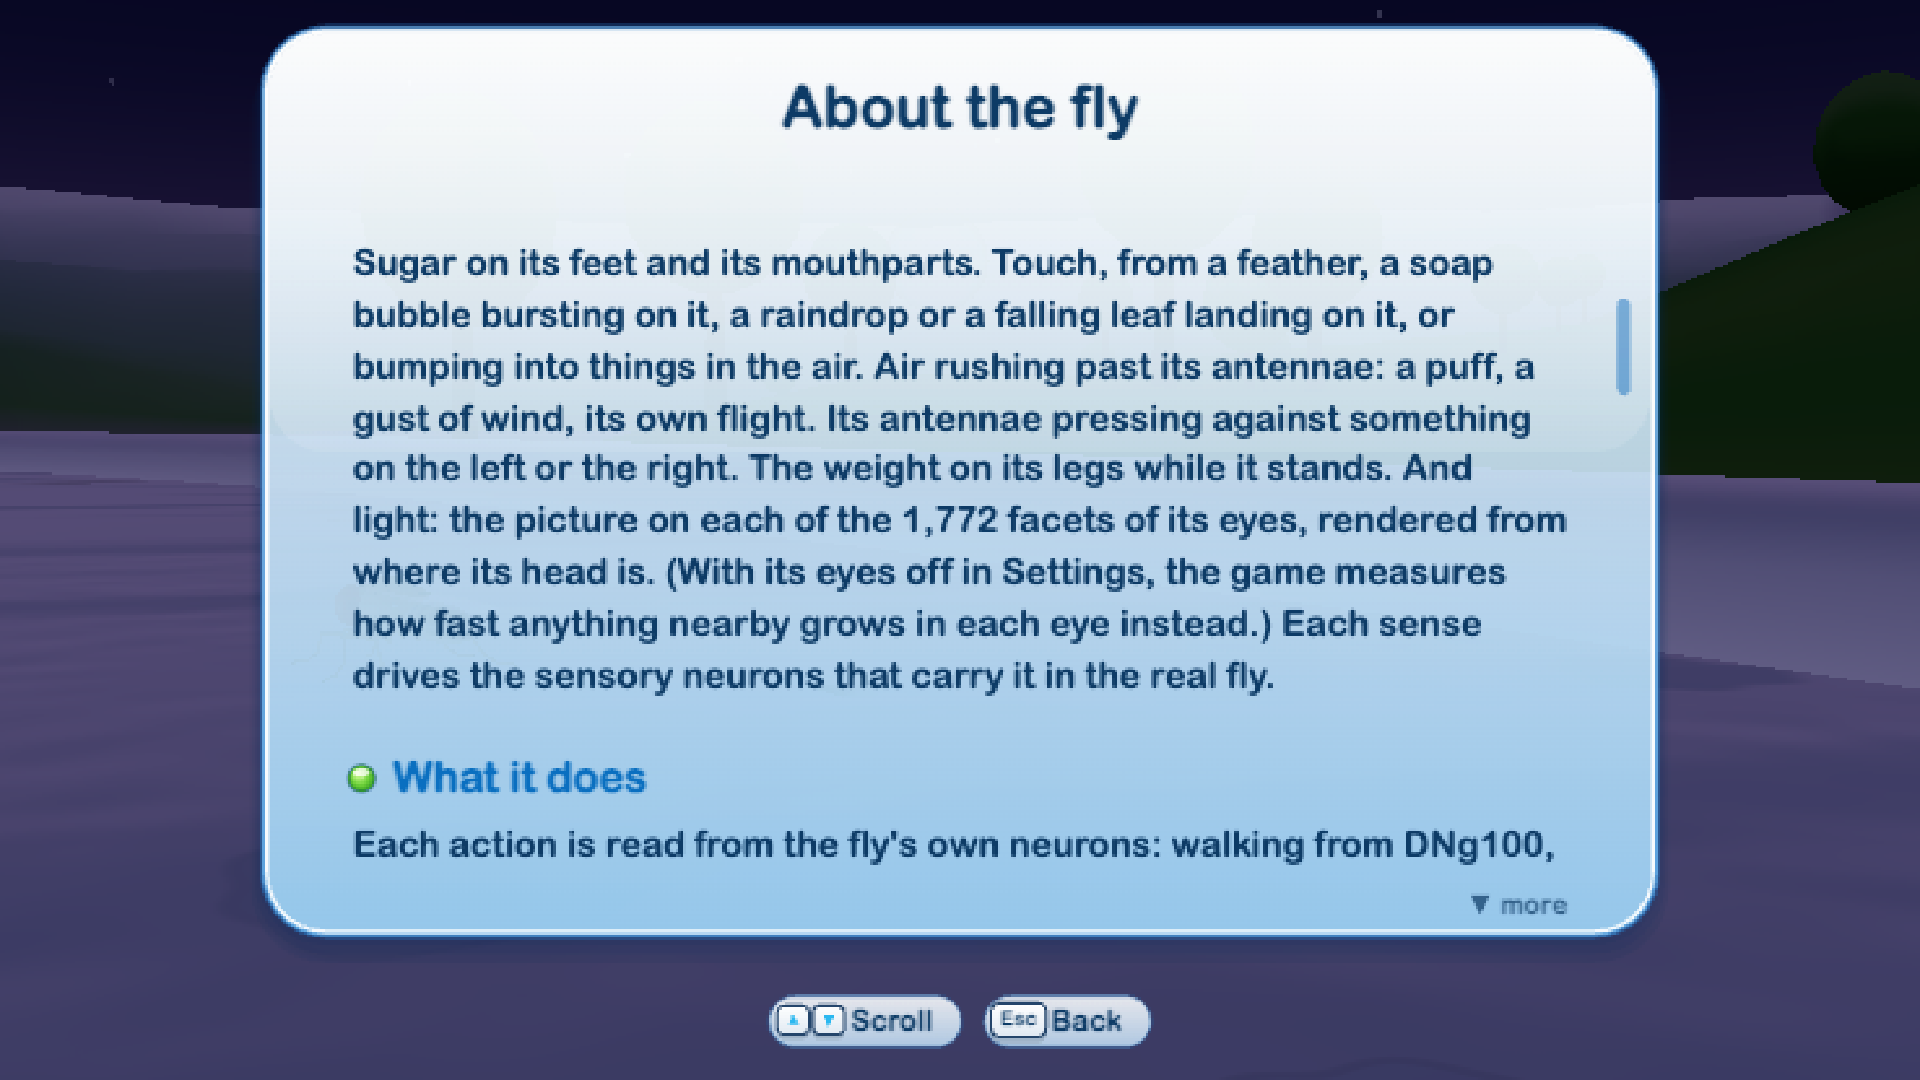 About the fly
Sugar on its feet and its mouthparts. Touch, from a feather, a soap
bubble bursting on it, a raindrop or a falling leaf landing on it, or
bumping into things in the air. Air rushing past its antennae: a puff, a
gust of wind, its own flight. Its antennae pressing against something
on the left or the right. The weight on its legs while it stands. And
light: the picture on each of the 1,772 facets of its eyes, rendered from
where its head is. (With its eyes off in Settings, the game measures
how fast anything nearby grows in each eye instead.) Each sense
drives the sensory neurons that carry it in the real fly.
What it does
Each action is read from the fly's own neurons: walking from DNg100,
▼ more
▲ ▼ Scroll Esc Back